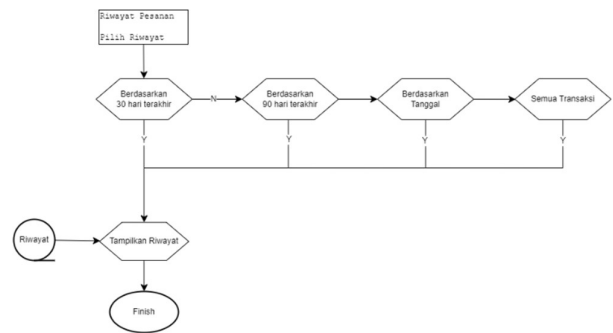 Riwayat Pesanan
Pilih Riwayat
Berdasarkan
30 hari terakhir
N
Berdasarkan
90 hari terakhir
Berdasarkan
Tanggal
Semua Transaksi
Y
Y
Y
Y
Riwayat
Tampilkan Riwayat
Finish